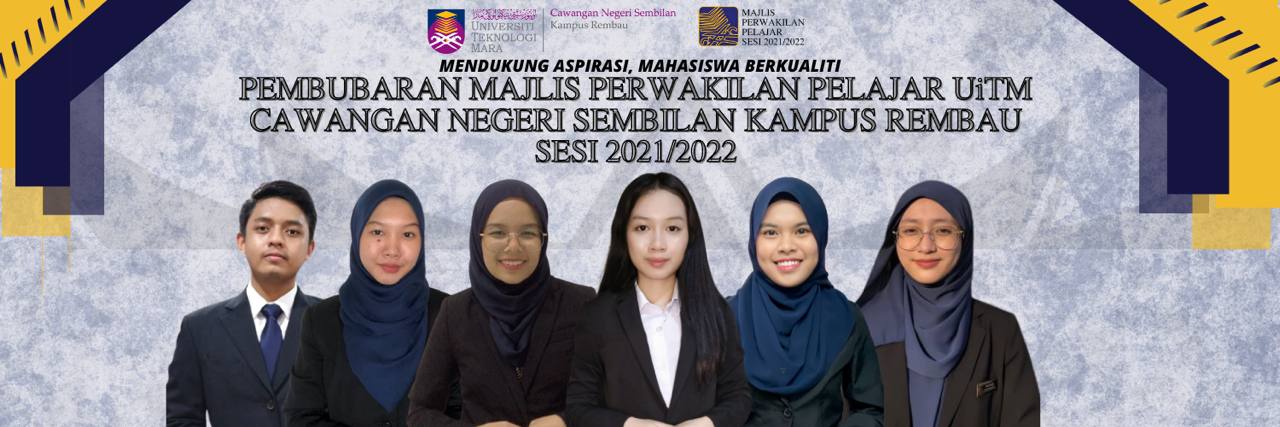 UNIVERSITI
TEKNOLOGI
MARA
Cawangan Negeri Sembilan
Kampus Rembau
MAJLIS
PERWAKILAN
PELAJAR
SESI 2021/2022
MENDUKUNG ASPIRASI, MAHASISWA BERKUALITI
PEMBUBARAN MAJLIS PERWAKILAN PELAJAR UiTM
CAWANGAN NEGERI SEMBILAN KAMPUS REMBAU
SESI 2021/2022